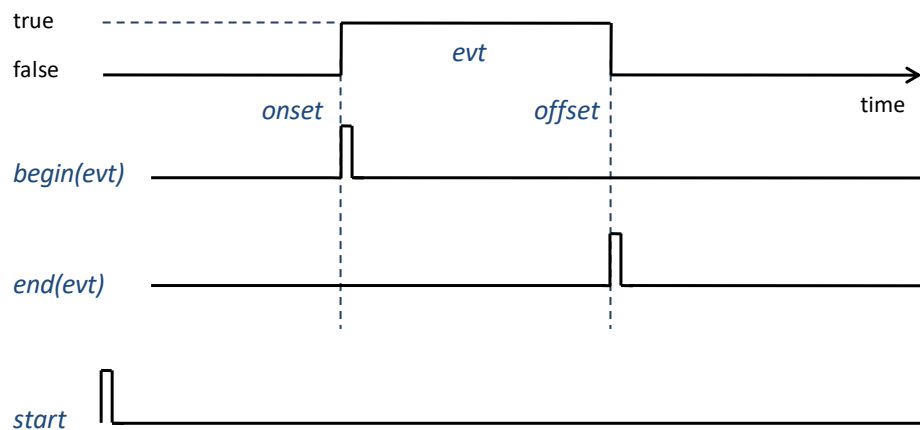 true
evt
false
onset
offset
time
begin(evt)
end(evt)
start